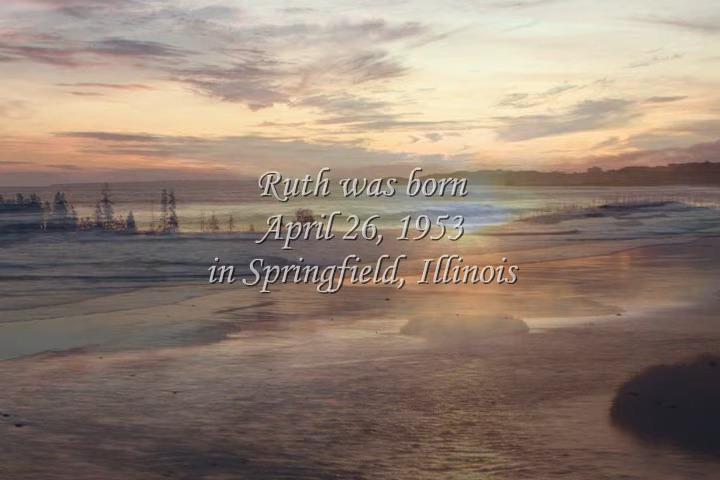 Ruth was born
April 26, 1953
in Springfield, Illinois